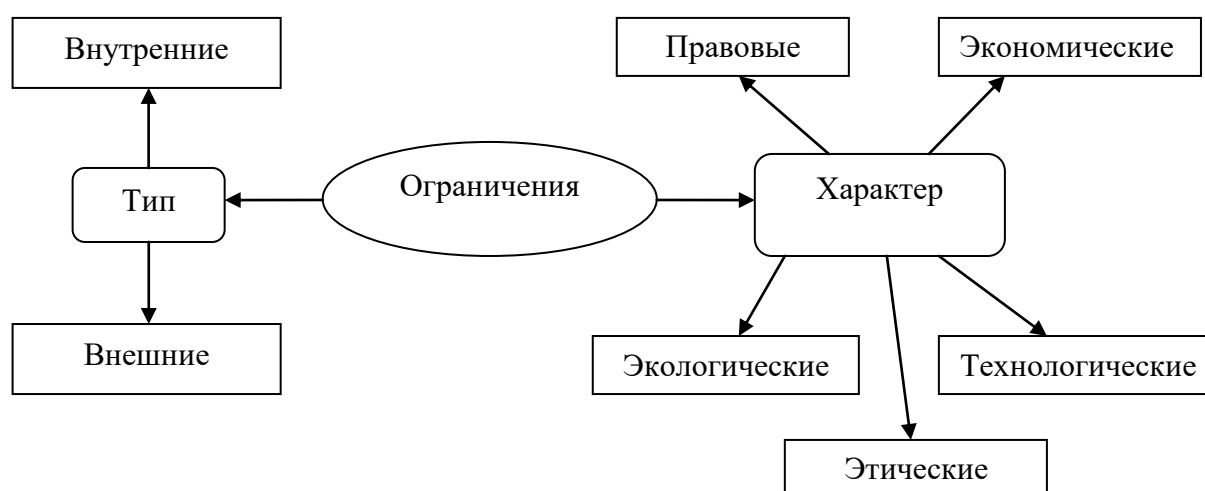 Внутренние
Правовые
Экономические
Тип
Ограничения
Характер
Внешние
Экологические
Технологические
Этические